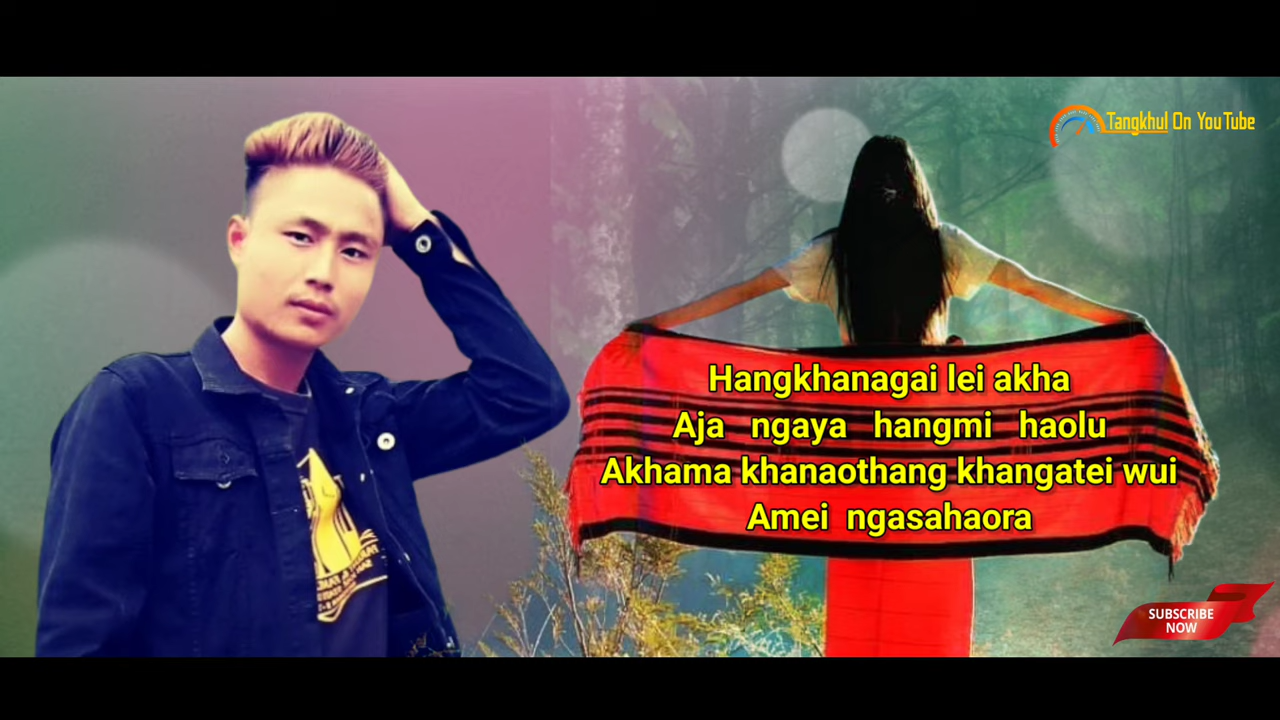 Tangkhul On YouTube
Hangkhanagai lei akha
Aja ngaya hangmi haolu
Akhama khanaothang khangatei wui
Amei ngasahaora
SUBSCRIBE
NOW